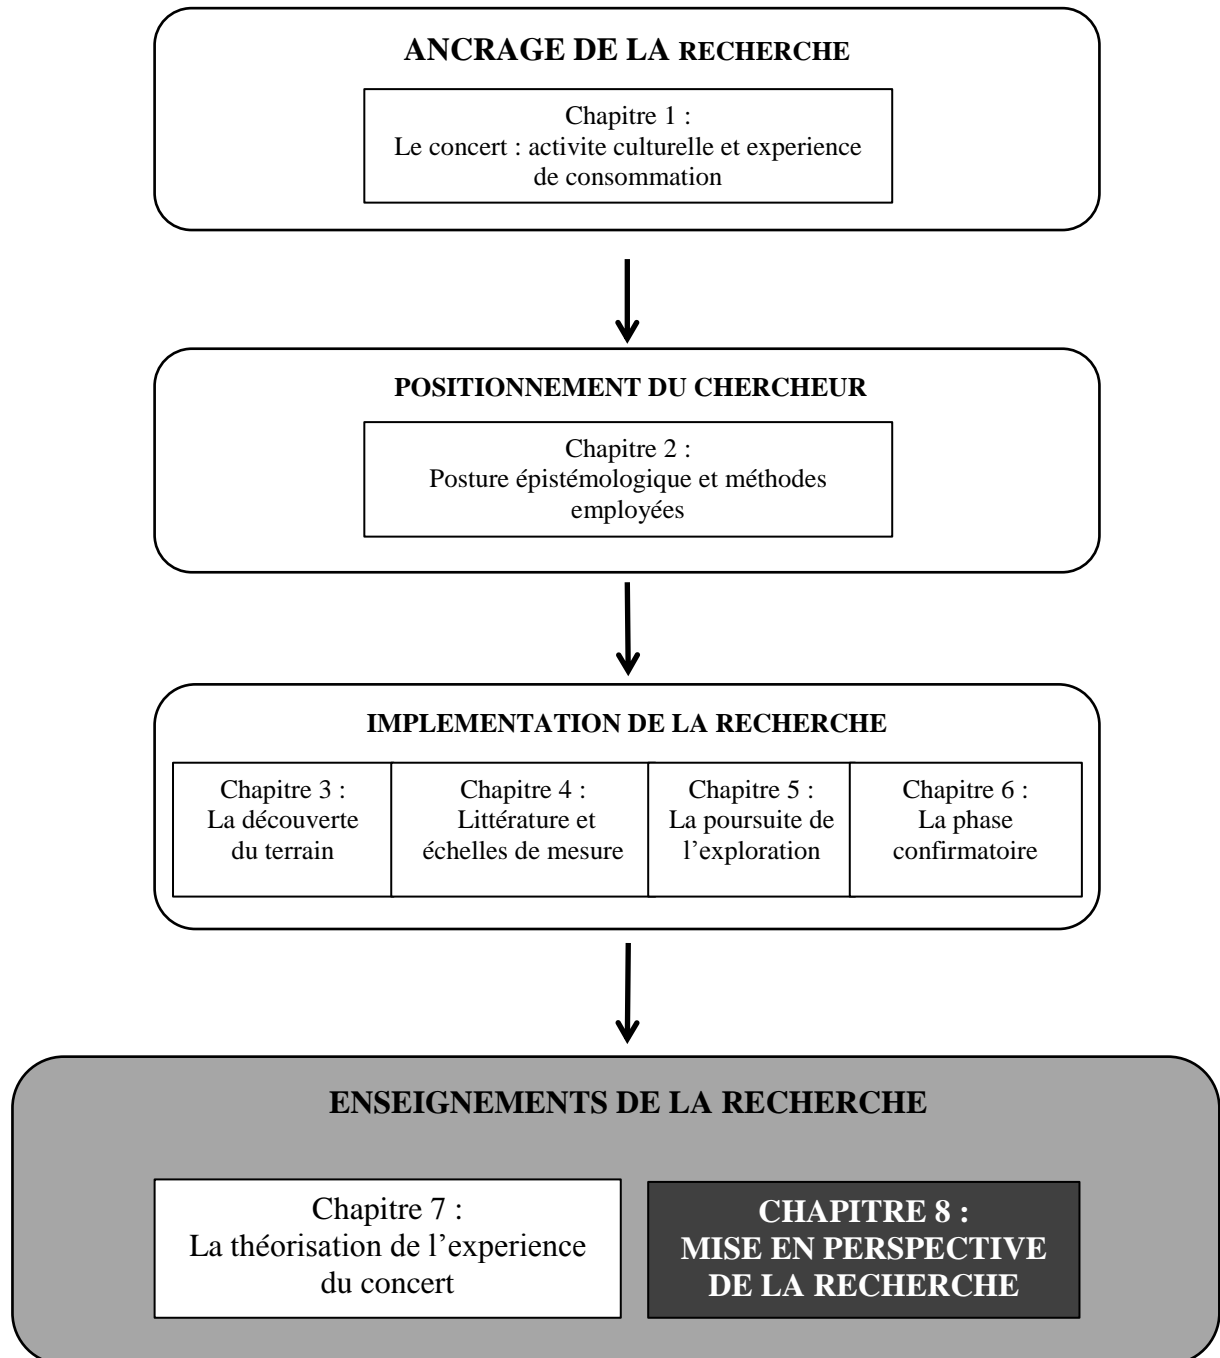 ANCRAGE DE LA RECHERCHE
Chapitre 1 :
Le concert : activite culturelle et experience
de consommation
POSITIONNEMENT DU CHERCHEUR
Chapitre 2 :
Posture épistémologique et méthodes
employées
IMPLEMENTATION DE LA RECHERCHE
Chapitre 3 :
La découverte
du terrain
Chapitre 4 :
Littérature et
échelles de mesure
Chapitre 5 :
La poursuite de
l’exploration
Chapitre 6 :
La phase
confirmatoire
ENSEIGNEMENTS DE LA RECHERCHE
Chapitre 7 :
La théorisation de l’experience
du concert
CHAPITRE 8 :
MISE EN PERSPECTIVE
DE LA RECHERCHE